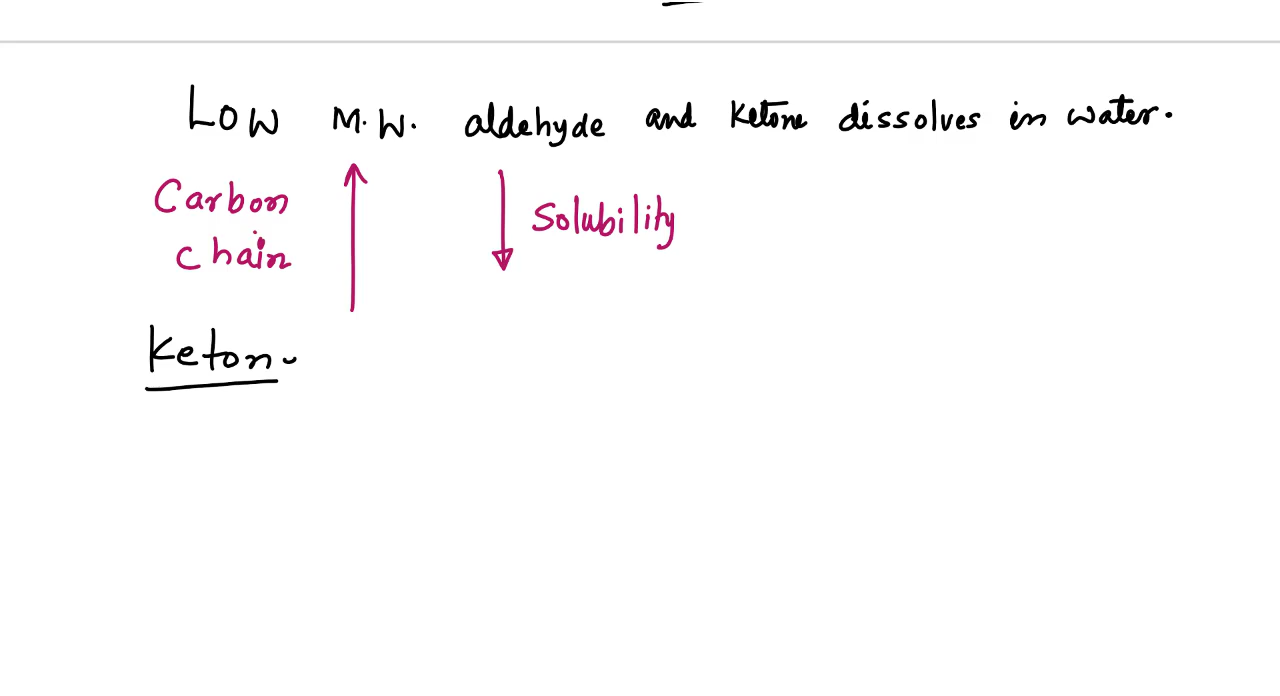 Low M.W. aldehyde and Ketone dissolves in water.
Carbon
chain
Solubility
Keton